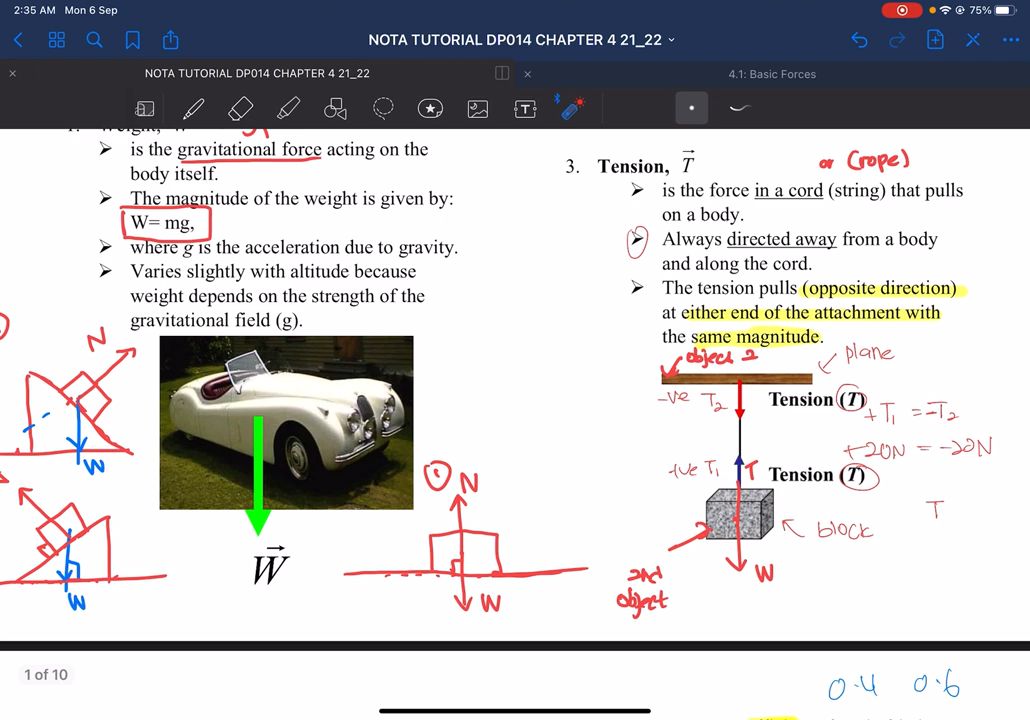 2:35 AM Mon 6 Sep
75%
NOTA TUTORIAL DP014 CHAPTER 4 21_22
NOTA TUTORIAL DP014 CHAPTER 4 21_22
4.1: Basic Forces
is the gravitational force acting on the
body itself.
The magnitude of the weight is given by:
W= mg,
where g is the acceleration due to gravity.
Varies slightly with altitude because
weight depends on the strength of the
gravitational field (g).
N
W
W
W
1 N
W
3. Tension, T
or (rope)
is the force in a cord (string) that pulls
on a body.
Always directed away from a body
and along the cord.
The tension pulls (opposite direction)
at either end of the attachment with
the same magnitude.
object 2
plane
-ve T2
Tension (T)
+T1 = -T2
+20N = -20N
+ve T1
T
Tension (T)
T
block
W
2nd
object
1 of 10
0.4 0.6